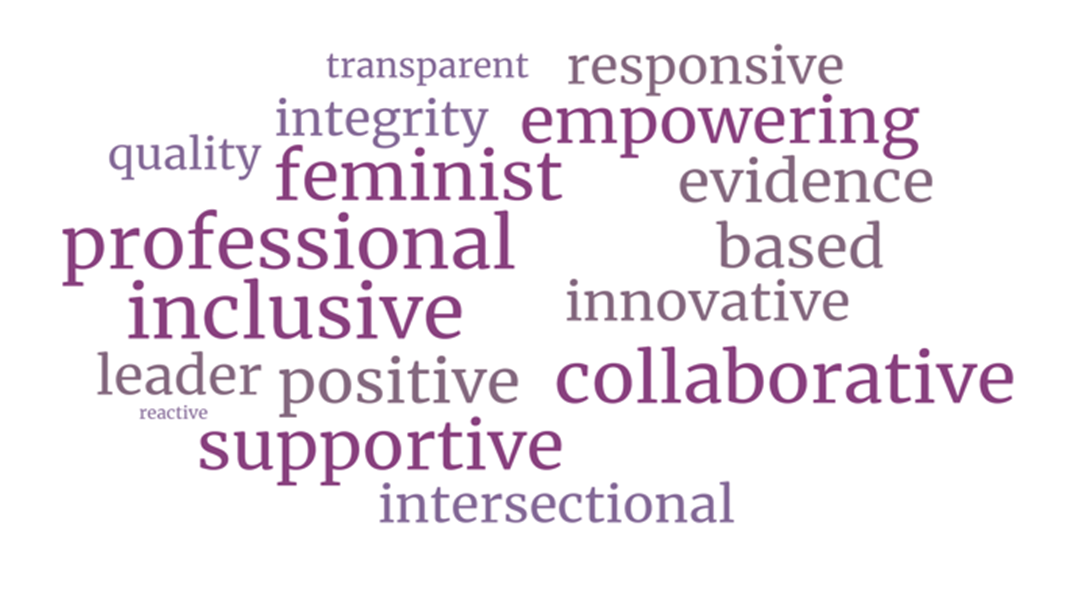 transparent responsive
integrity empowering
quality feminist evidence
professional based
inclusive innovative
leader positive collaborative
reactive
supportive
intersectional